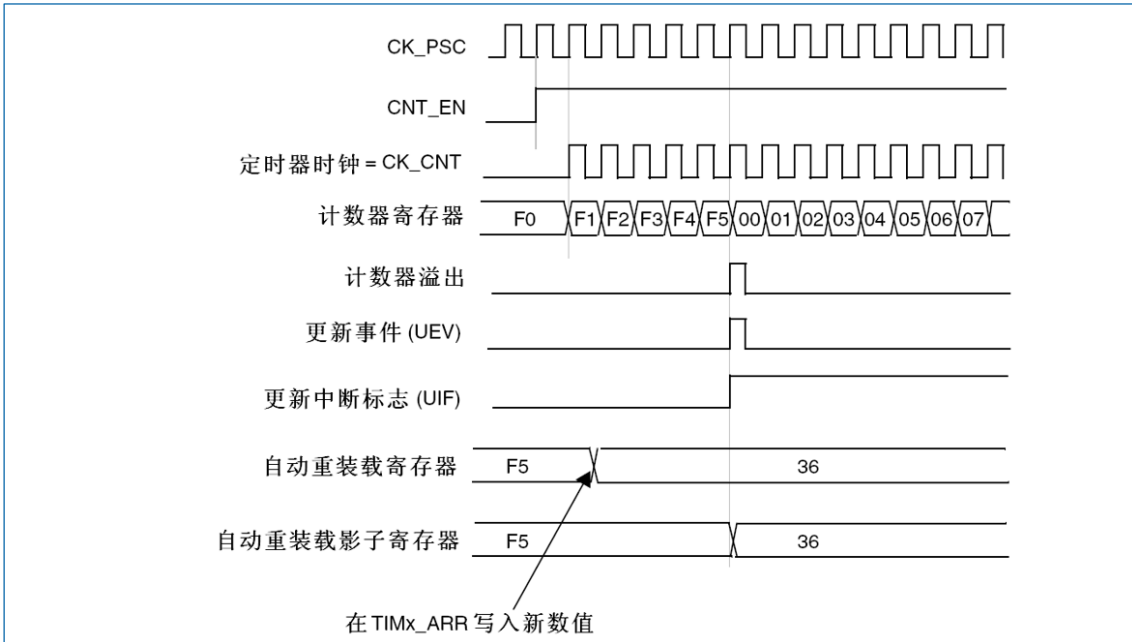 CK_PSC
CNT_EN
定时器时钟 = CK_CNT
计数器寄存器 F0 F1 F2 F3 F4 F5 00 01 02 03 04 05 06 07
计数器溢出
更新事件 (UEV)
更新中断标志 (UIF)
自动重装载寄存器 F5 36
自动重装载影子寄存器 F5 36
在 TIMx_ARR 写入新数值